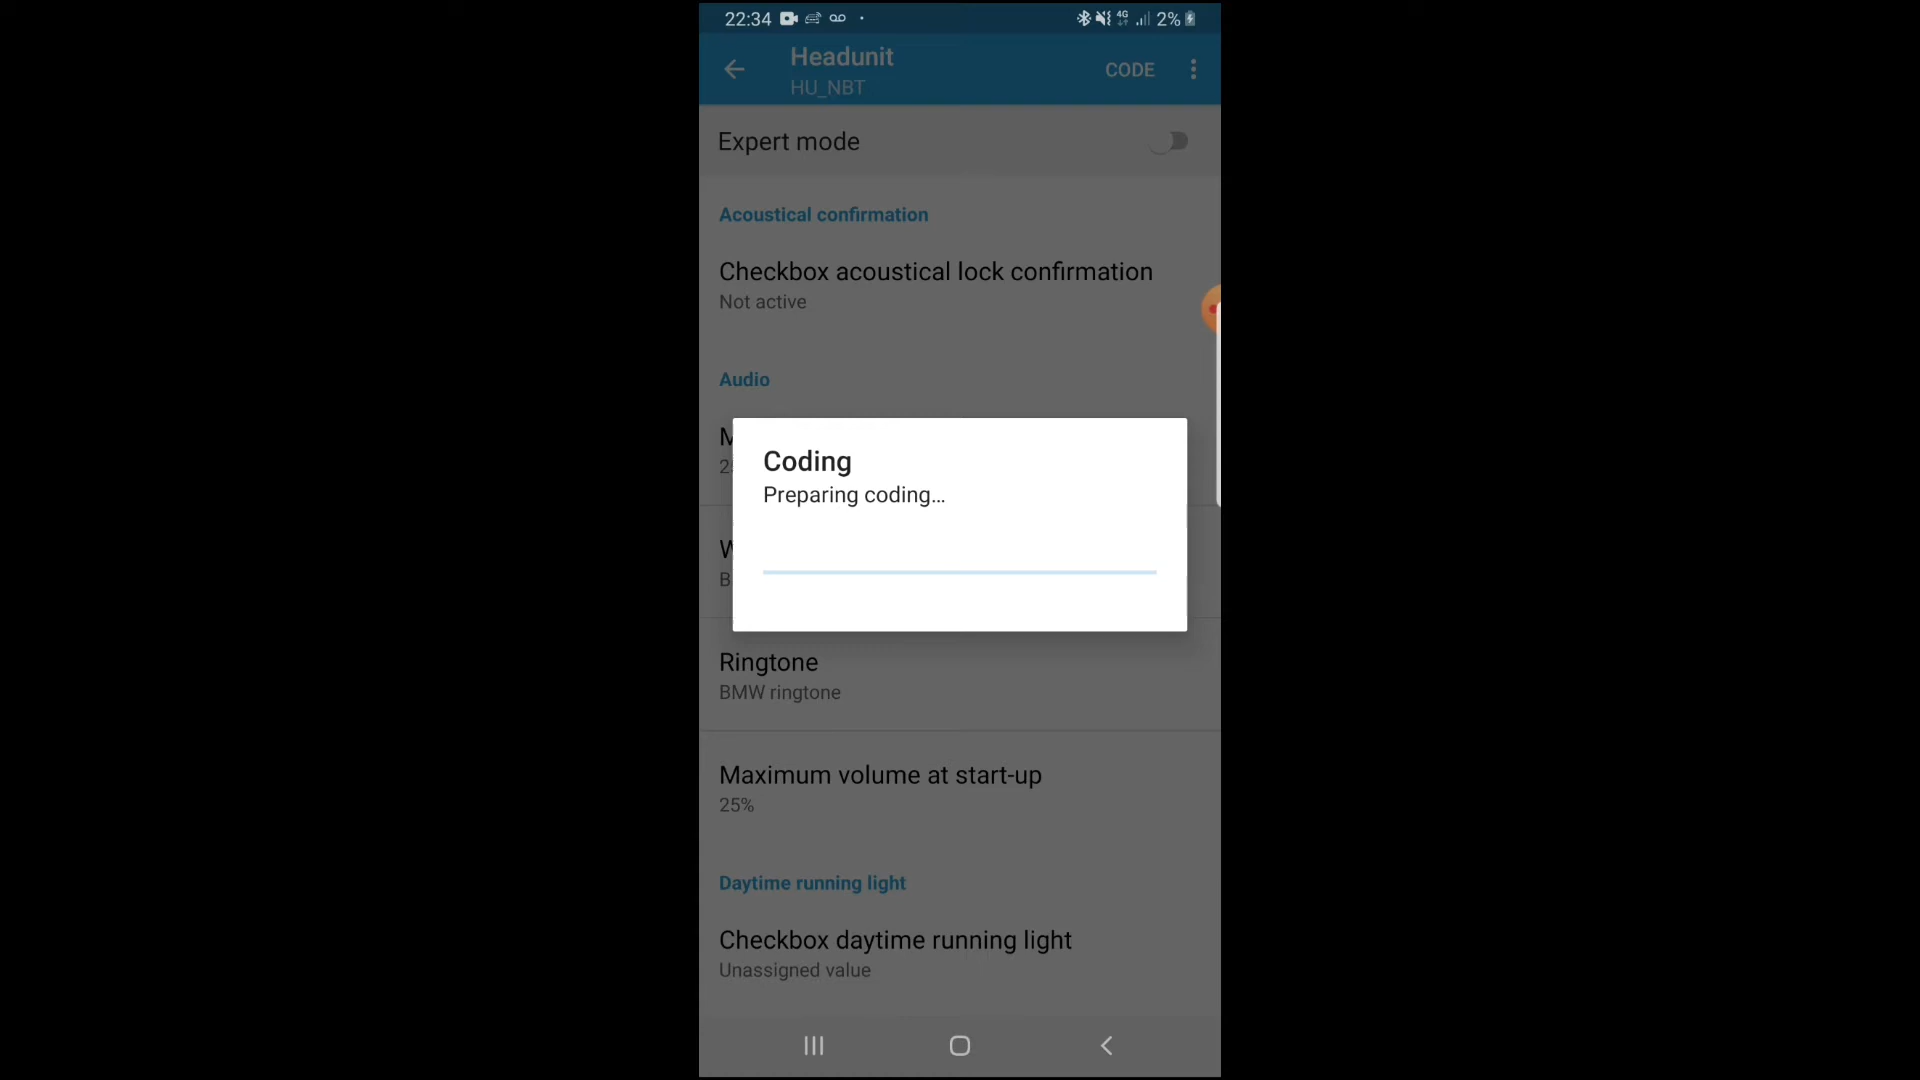 22:34 4G 2%
Headunit
HU_NBT
CODE
Expert mode
Acoustical confirmation
Checkbox acoustical lock confirmation
Not active
Audio
Coding
Preparing coding...
Ringtone
BMW ringtone
Maximum volume at start-up
25%
Daytime running light
Checkbox daytime running light
Unassigned value